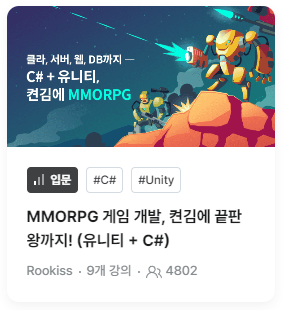 클라, 서버, 웹, DB까지 —
C# + 유니티,
켠김에 MMORPG
입문
#C#
#Unity
MMORPG 게임 개발, 켠김에 끝판
왕까지! (유니티 + C#)
Rookiss · 9개 강의 · 4802